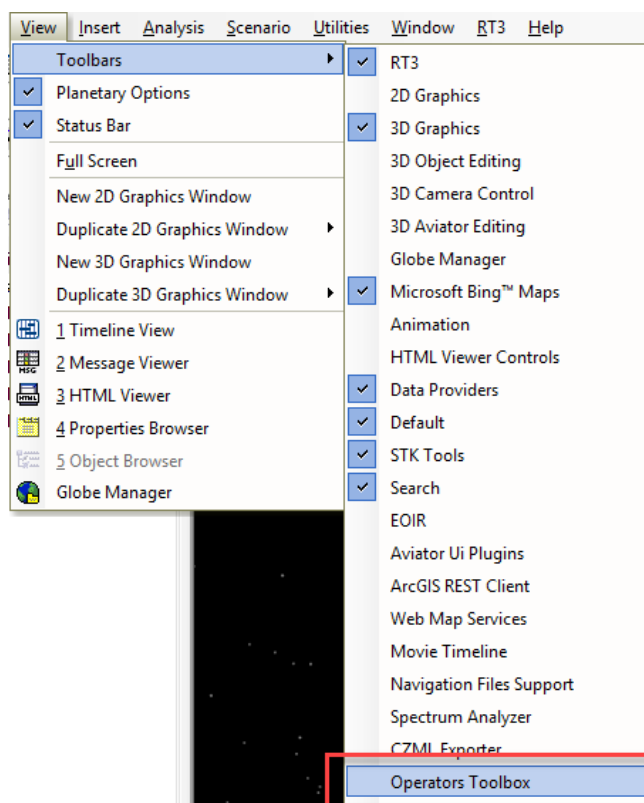 View Insert Analysis Scenario Utilities Window RT3 Help
Toolbars
Planetary Options
Status Bar
Full Screen
New 2D Graphics Window
Duplicate 2D Graphics Window
New 3D Graphics Window
Duplicate 3D Graphics Window
1 Timeline View
MSG 2 Message Viewer
HTML 3 HTML Viewer
4 Properties Browser
5 Object Browser
Globe Manager
RT3
2D Graphics
3D Graphics
3D Object Editing
3D Camera Control
3D Aviator Editing
Globe Manager
Microsoft Bing™ Maps
Animation
HTML Viewer Controls
Data Providers
Default
STK Tools
Search
EOIR
Aviator Ui Plugins
ArcGIS REST Client
Web Map Services
Movie Timeline
Navigation Files Support
Spectrum Analyzer
CZML Exporter
Operators Toolbox